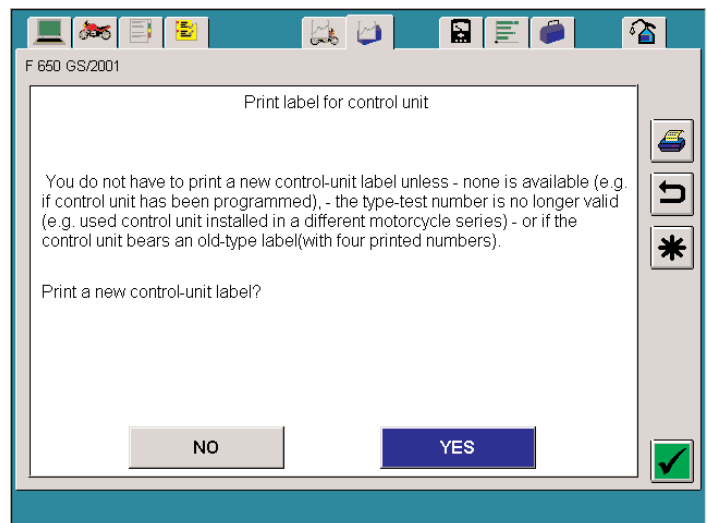 F 650 GS/2001
Print label for control unit
You do not have to print a new control-unit label unless - none is available (e.g.
if control unit has been programmed), - the type-test number is no longer valid
(e.g. used control unit installed in a different motorcycle series) - or if the
control unit bears an old-type label(with four printed numbers).
Print a new control-unit label?
NO
YES